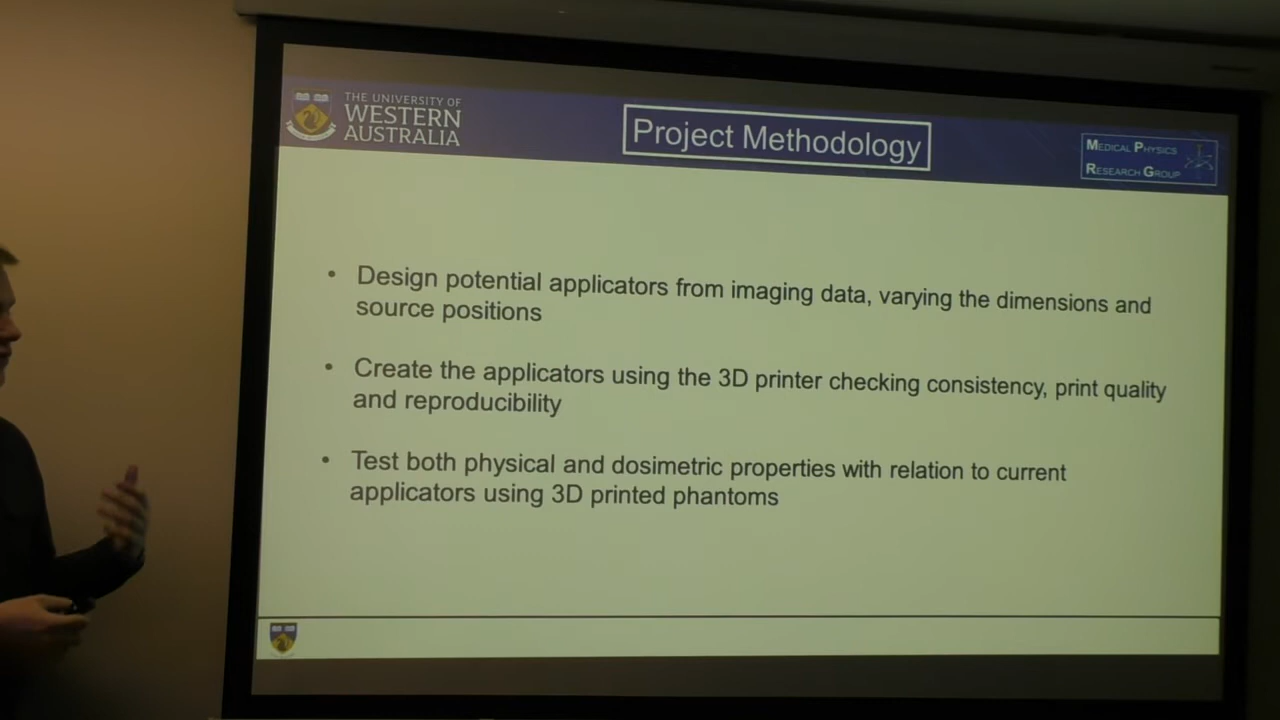 THE UNIVERSITY OF
WESTERN
AUSTRALIA
Project Methodology
MEDICAL PHYSICS
RESEARCH GROUP
• Design potential applicators from imaging data, varying the dimensions and
source positions
• Create the applicators using the 3D printer checking consistency, print quality
and reproducibility
• Test both physical and dosimetric properties with relation to current
applicators using 3D printed phantoms